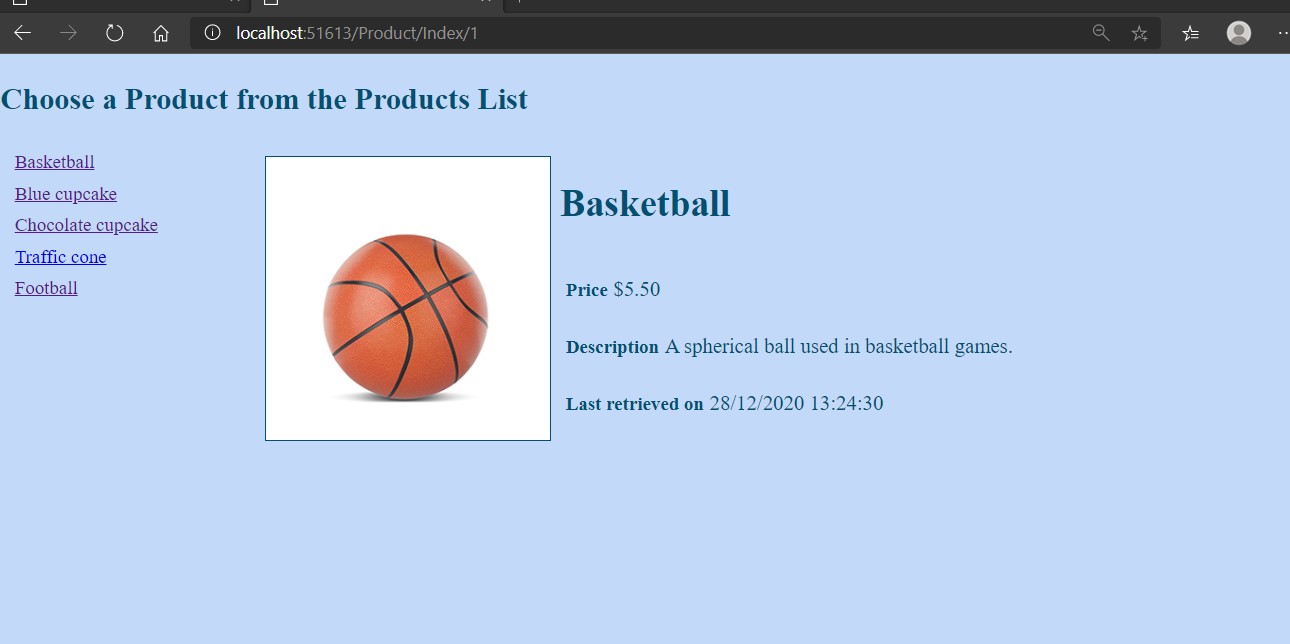 localhost:51613/Product/Index/1
Choose a Product from the Products List
Basketball
Blue cupcake
Chocolate cupcake
Traffic cone
Football
Basketball
Price $5.50
Description A spherical ball used in basketball games.
Last retrieved on 28/12/2020 13:24:30